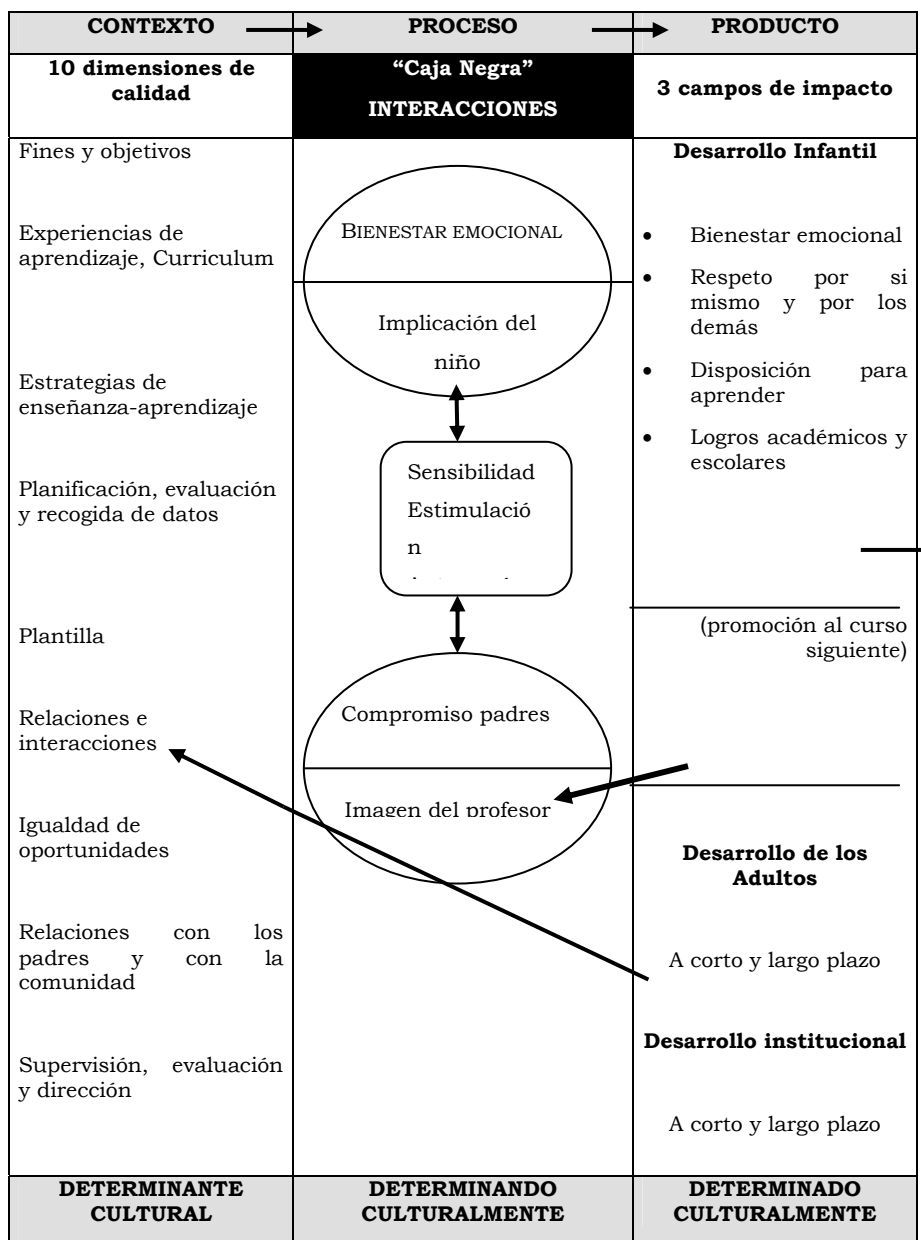 CONTEXTO
PROCESO
PRODUCTO
10 dimensiones de
calidad
“Caja Negra”
INTERACCIONES
3 campos de impacto
Fines y objetivos
Experiencias de
aprendizaje, Curriculum
Estrategias de
enseñanza-aprendizaje
Planificación, evaluación
y recogida de datos
Plantilla
Relaciones e
interacciones
Igualdad de
oportunidades
Relaciones con los
padres y con la
comunidad
Supervisión, evaluación
y dirección
BIENESTAR EMOCIONAL
Implicación del
niño
Sensibilidad
Estimulació
n
Compromiso padres
Imagen del profesor
Desarrollo Infantil
• Bienestar emocional
• Respeto por si
mismo y por los
demás
• Disposición para
aprender
• Logros académicos y
escolares
(promoción al curso
siguiente)
Desarrollo de los
Adultos
A corto y largo plazo
Desarrollo institucional
A corto y largo plazo
DETERMINANTE
CULTURAL
DETERMINANDO
CULTURALMENTE
DETERMINADO
CULTURALMENTE